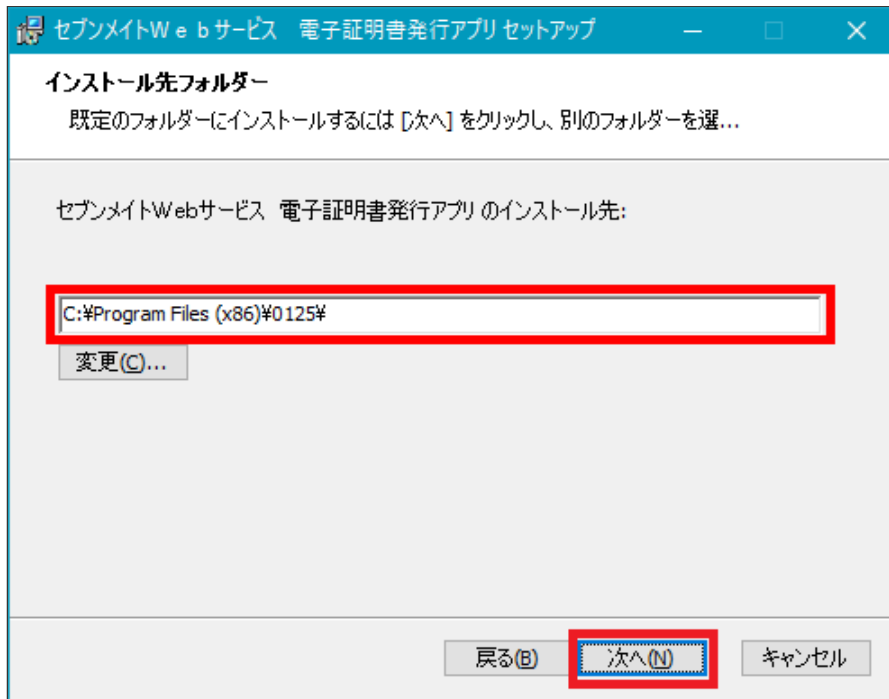 セブンメイトＷｅｂサービス　電子証明書発行アプリ セットアップ
インストール先フォルダー
既定のフォルダーにインストールするには [次へ] をクリックし、別のフォルダーを選...
セブンメイトWebサービス　電子証明書発行アプリ のインストール先:
C:¥Program Files (x86)¥0125¥
変更(C)...
戻る(B) 次へ(N) キャンセル